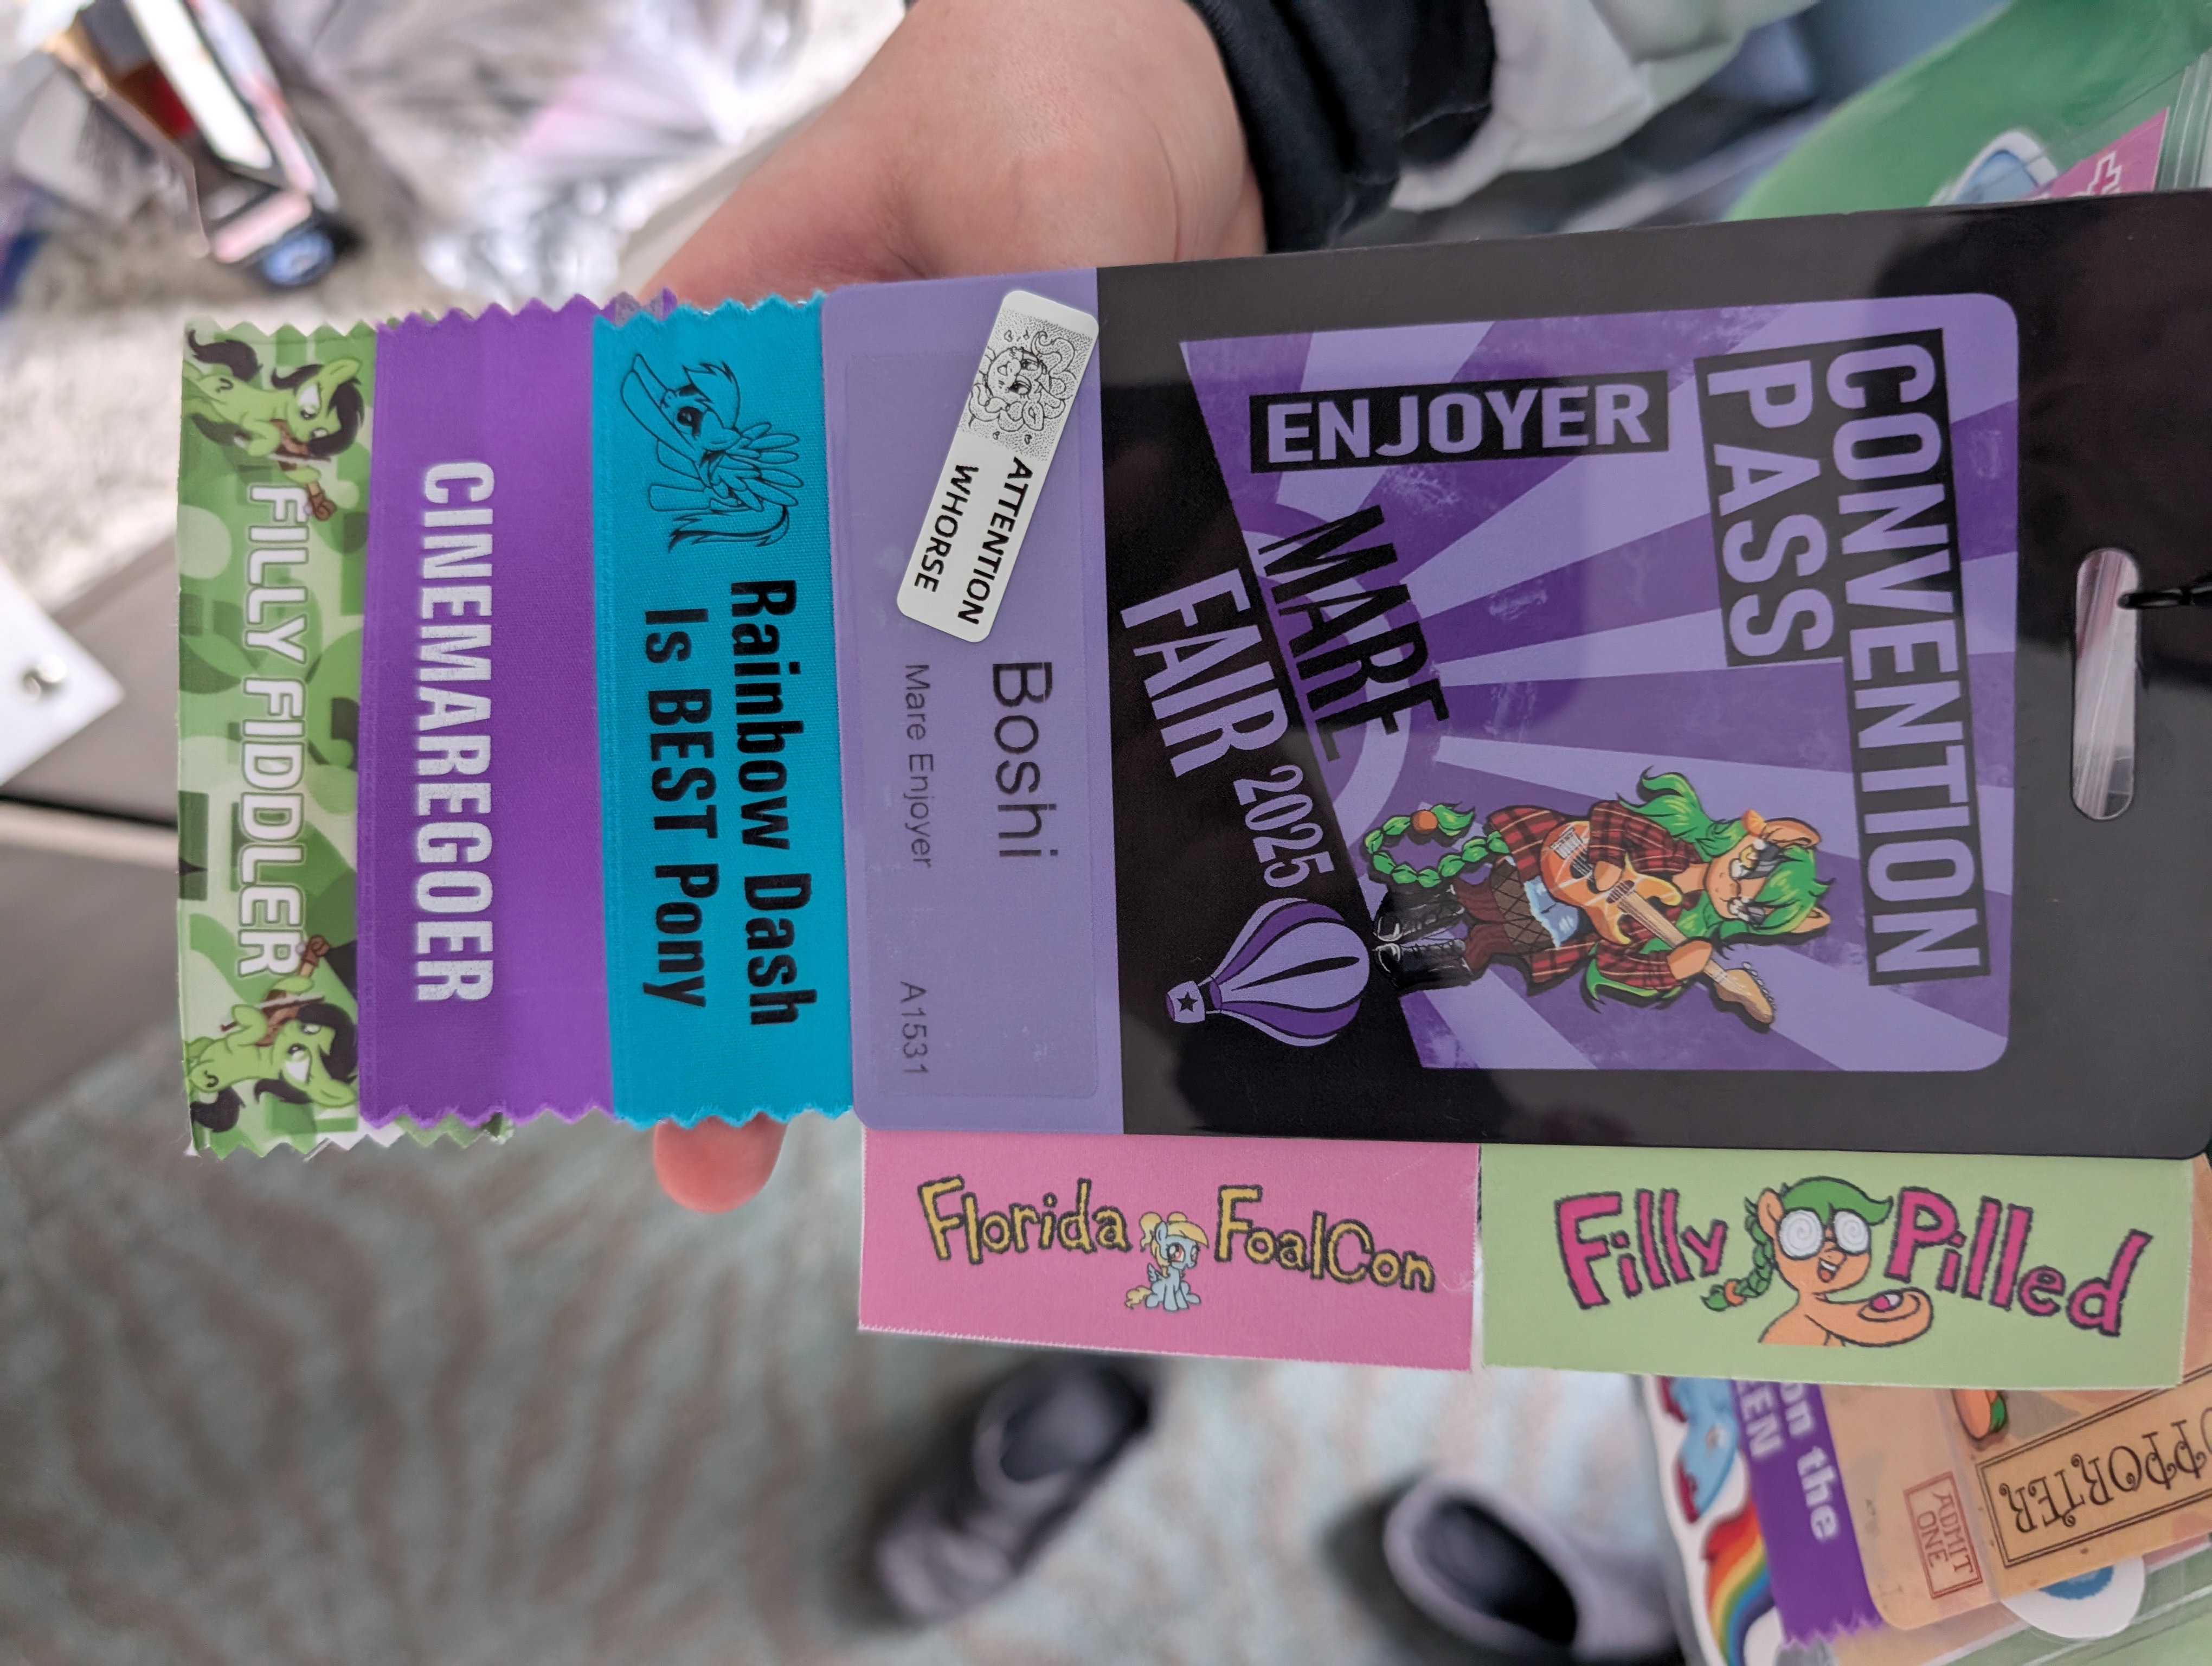 CONVENTION
PASS
ENJOYER
MARE
FAIR 2025
ATTENTION
WHORSE
Boshi
Mare Enjoyer A1531
Rainbow Dash
Is BEST Pony
CINEMAREGOER
FILLY FIDDLER
Filly Pilled
Florida FoalCon
on the
ADMIT
ONE